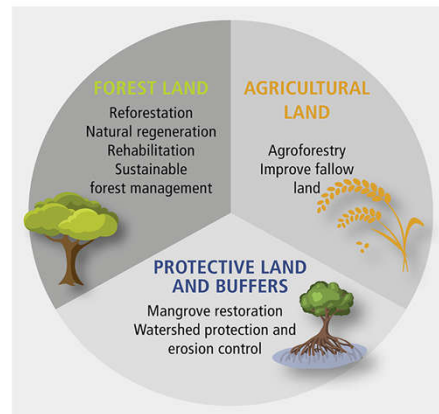 FOREST LAND
Reforestation
Natural regeneration
Rehabilitation
Sustainable
forest management
AGRICULTURAL
LAND
Agroforestry
Improve fallow
land
PROTECTIVE LAND
AND BUFFERS
Mangrove restoration
Watershed protection and
erosion control